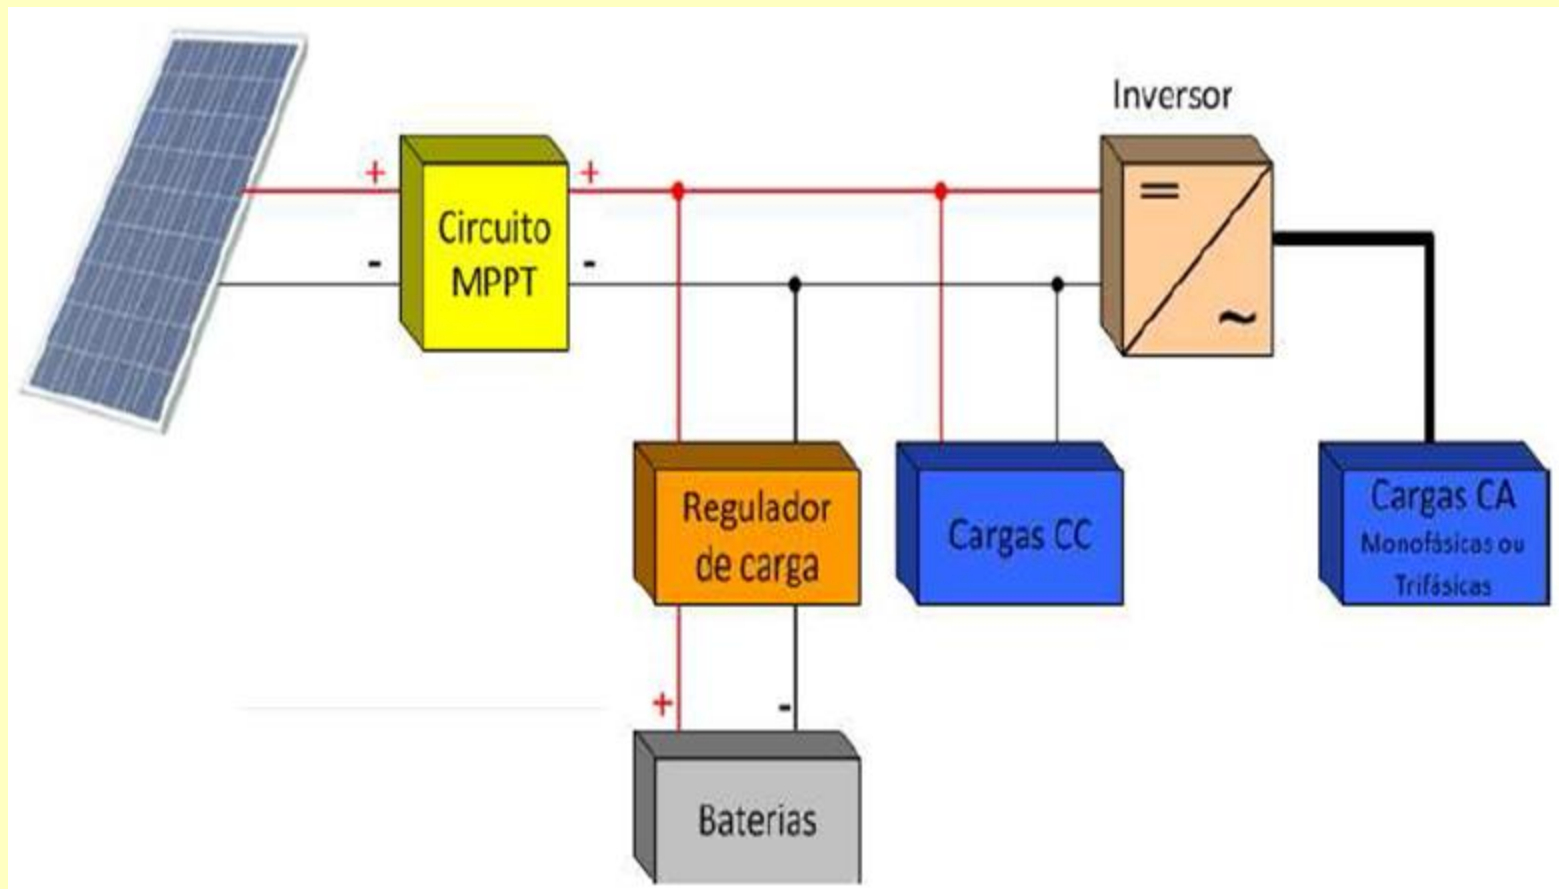 Inversor
+
+
Circuito
MPPT
-
-
=
~
Regulador
de carga
Cargas CC
Cargas CA
Monofásicas ou
Trifásicas
+
-
Baterias